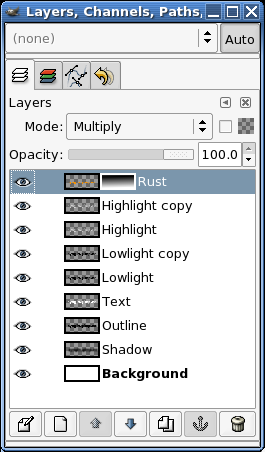 Layers, Channels, Paths,
(none)
Auto
Layers
Mode: Multiply
Opacity: 100.0
Rust
Highlight copy
Highlight
Lowlight copy
Lowlight
Text
Outline
Shadow
Background